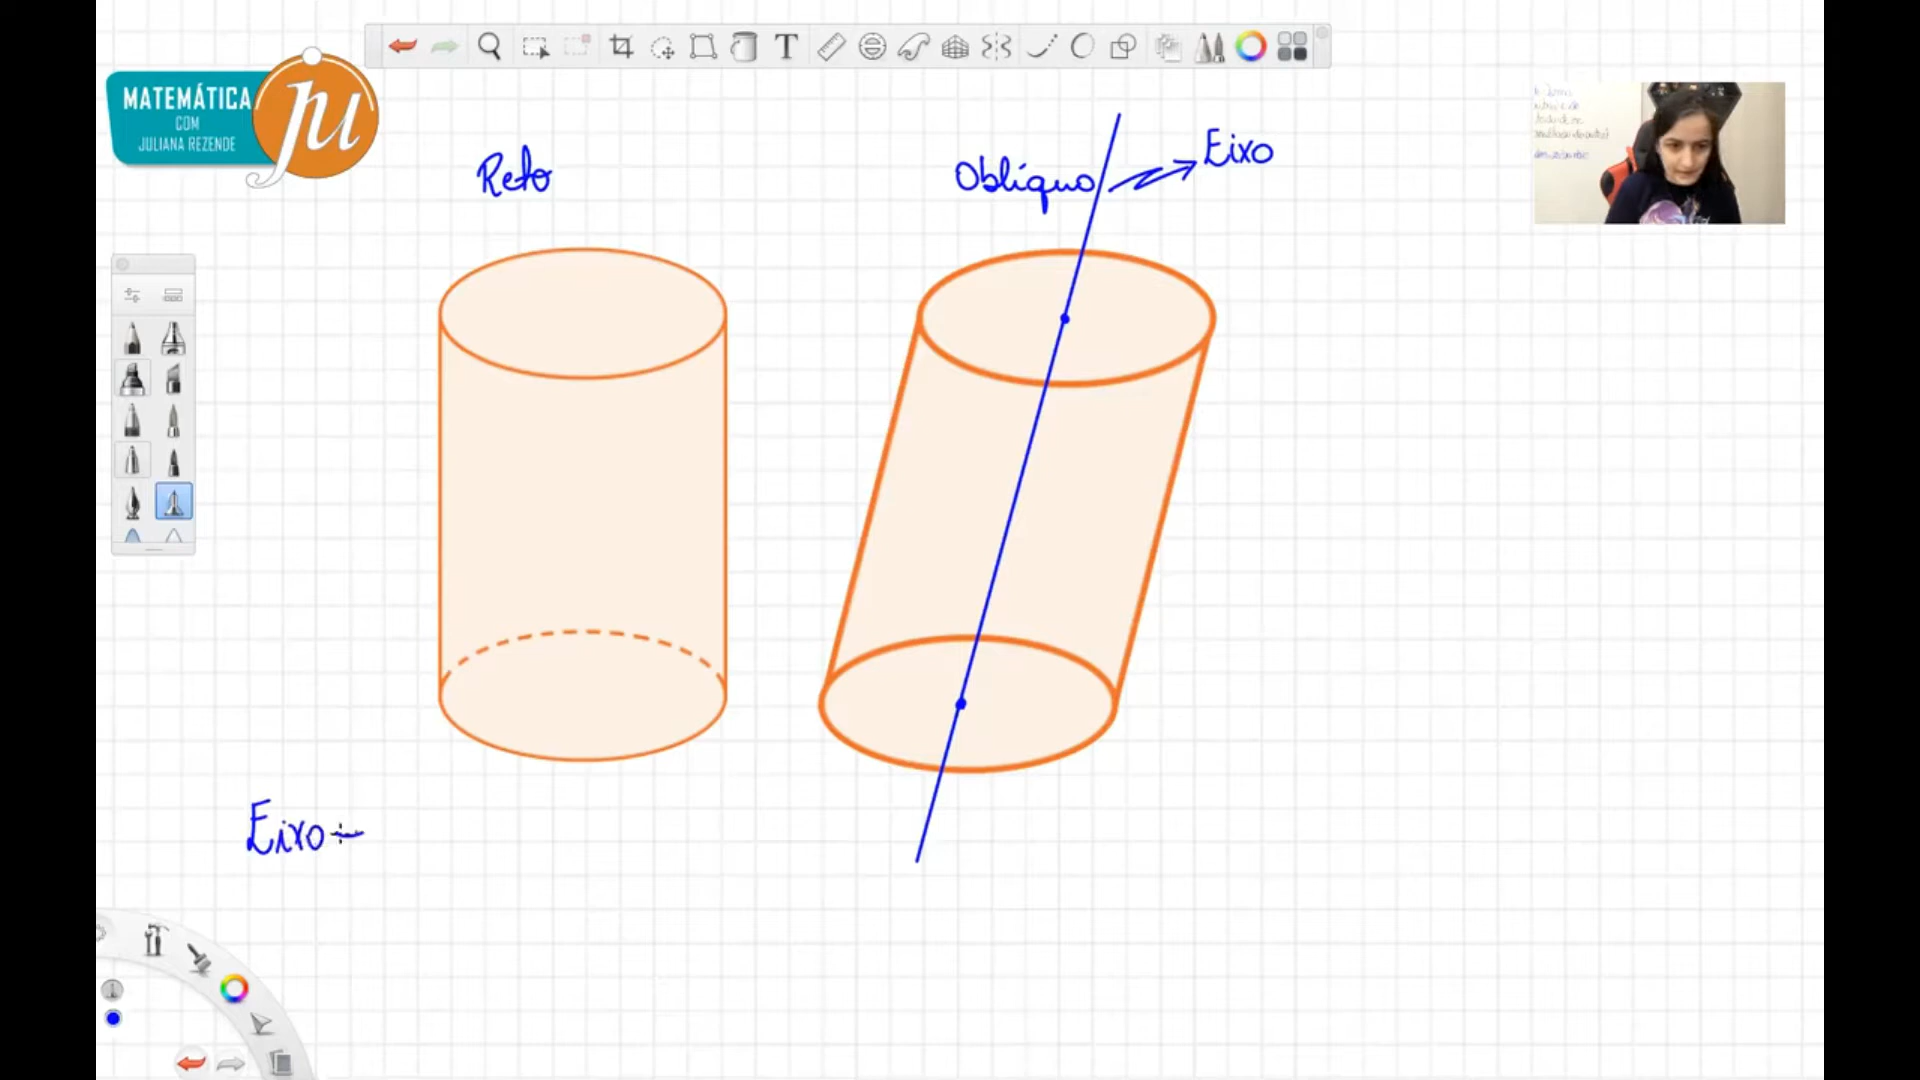 MATEMÁTICA
COM
JULIANA REZENDE
ju
T
Reto
Oblíquo
Eixo
Eixo